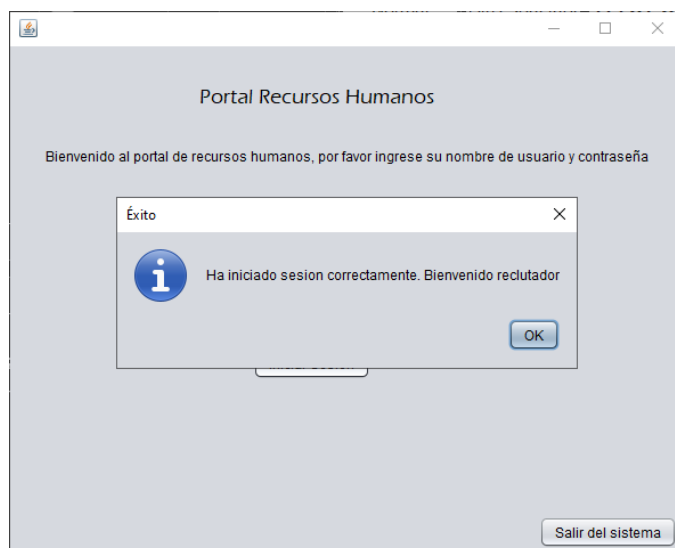 Portal Recursos Humanos
Bienvenido al portal de recursos humanos, por favor ingrese su nombre de usuario y contraseña
Éxito
Ha iniciado sesion correctamente. Bienvenido reclutador
OK
Salir del sistema